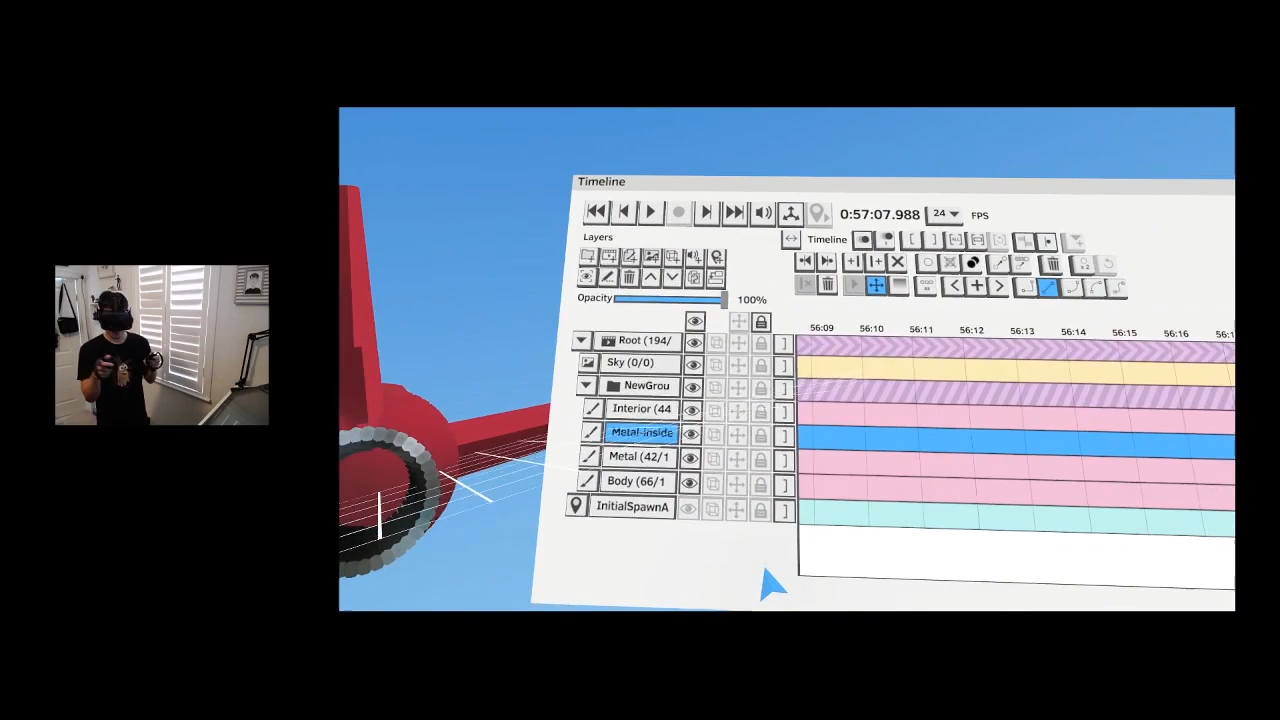 Timeline
0:57:07.988 24 FPS
Layers
Timeline
Opacity 100%
56:09 56:10 56:11 56:12 56:13 56:14 56:15 56:16
Root (194/
Sky (0/0)
NewGrou
Interior (44
Metal-inside
Metal (42/1
Body (66/1
InitialSpawnA